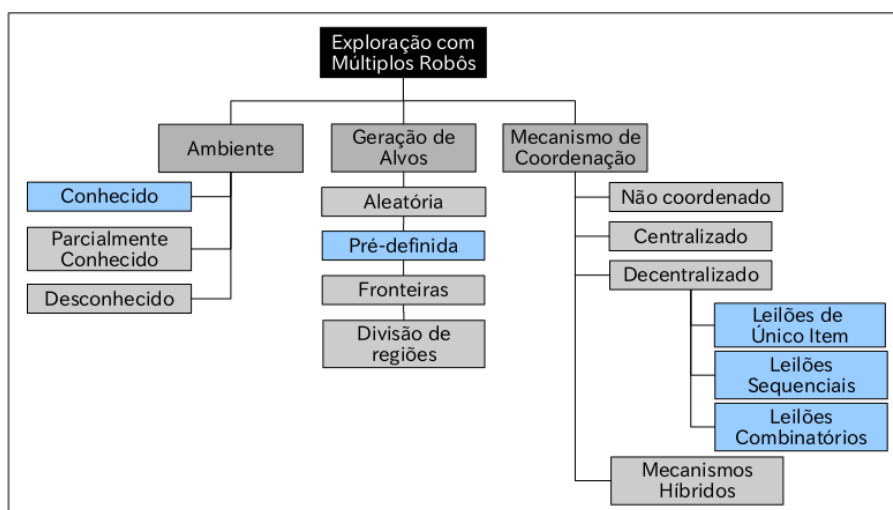 Exploração com
Múltiplos Robôs
Ambiente
Geração de
Alvos
Mecanismo de
Coordenação
Conhecido
Parcialmente
Conhecido
Desconhecido
Aleatória
Pré-definida
Fronteiras
Divisão de
regiões
Não coordenado
Centralizado
Decentralizado
Leilões de
Único Item
Leilões
Sequenciais
Leilões
Combinatórios
Mecanismos
Híbridos